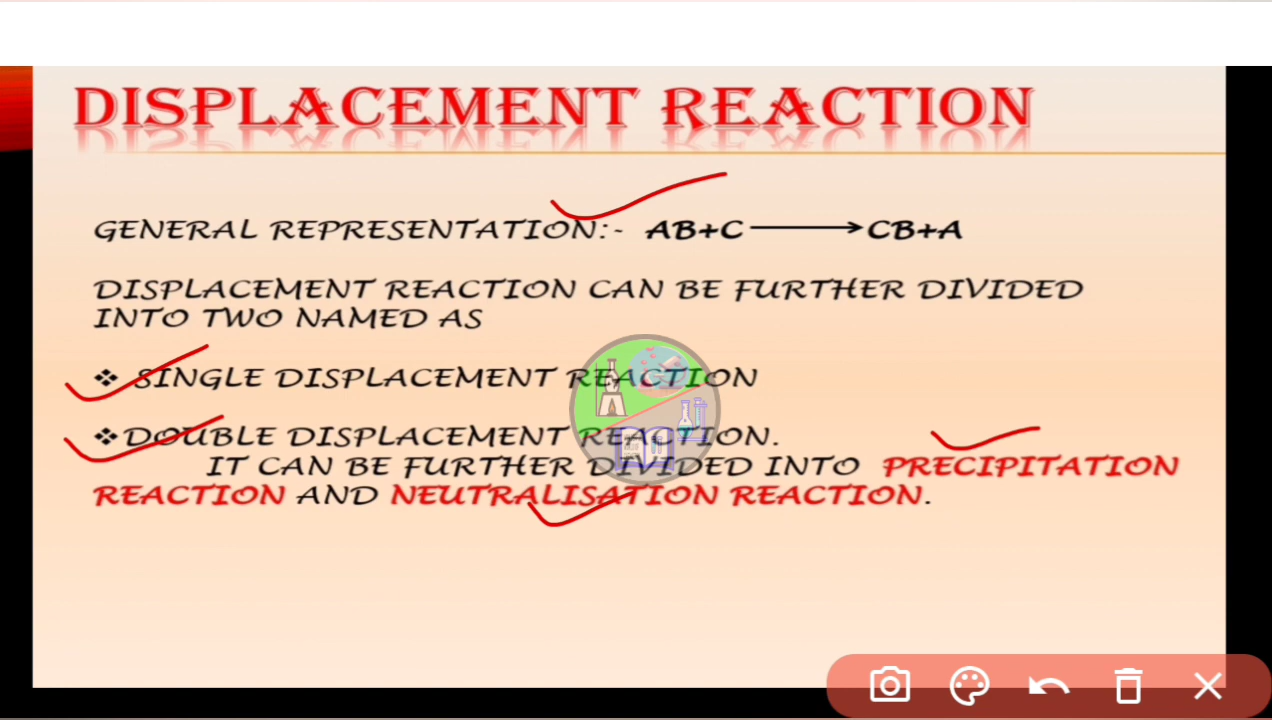 DISPLACEMENT REACTION
GENERAL REPRESENTATION:- AB+C ⟶ CB+A
DISPLACEMENT REACTION CAN BE FURTHER DIVIDED
INTO TWO NAMED AS
❖ SINGLE DISPLACEMENT REACTION
❖ DOUBLE DISPLACEMENT REACTION.
IT CAN BE FURTHER DIVIDED INTO PRECIPITATION
REACTION AND NEUTRALISATION REACTION.